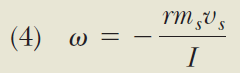 (4) ω = − rm_s v_s / I